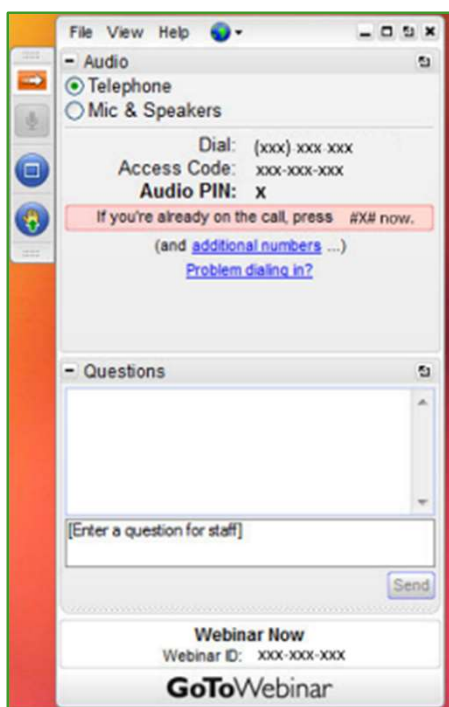 File View Help
Audio
Telephone
Mic & Speakers
Dial: (xxx) xxx xxx
Access Code: xxx-xxx-xxx
Audio PIN: x
If you're already on the call, press #X# now.
(and additional numbers ...)
Problem dialing in?
Questions
[Enter a question for staff]
Send
Webinar Now
Webinar ID: xxx-xxx-xxx
GoToWebinar